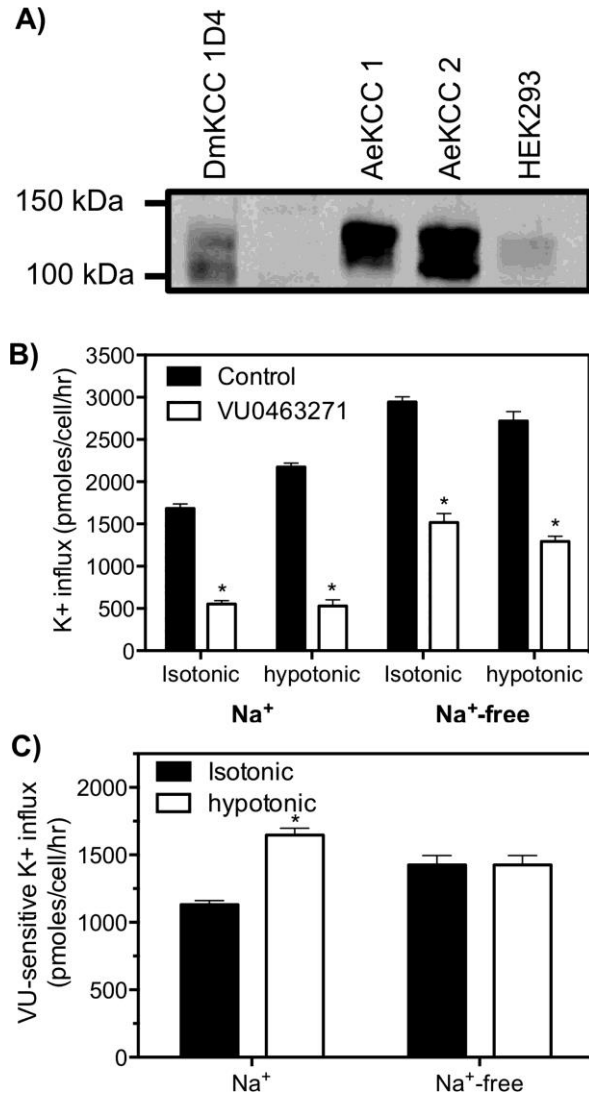 A)
DmKCC 1D4
AeKCC 1
AeKCC 2
HEK293
150 kDa
100 kDa
B)
3500
3000
2500
2000
1500
1000
500
0
K+ influx (pmoles/cell/hr)
Control
VU0463271
*
*
*
*
Isotonic
hypotonic
Isotonic
hypotonic
Na⁺
Na⁺-free
C)
2000
1500
1000
500
0
VU-sensitive K+ influx
(pmoles/cell/hr)
Isotonic
hypotonic
*
Na⁺
Na⁺-free